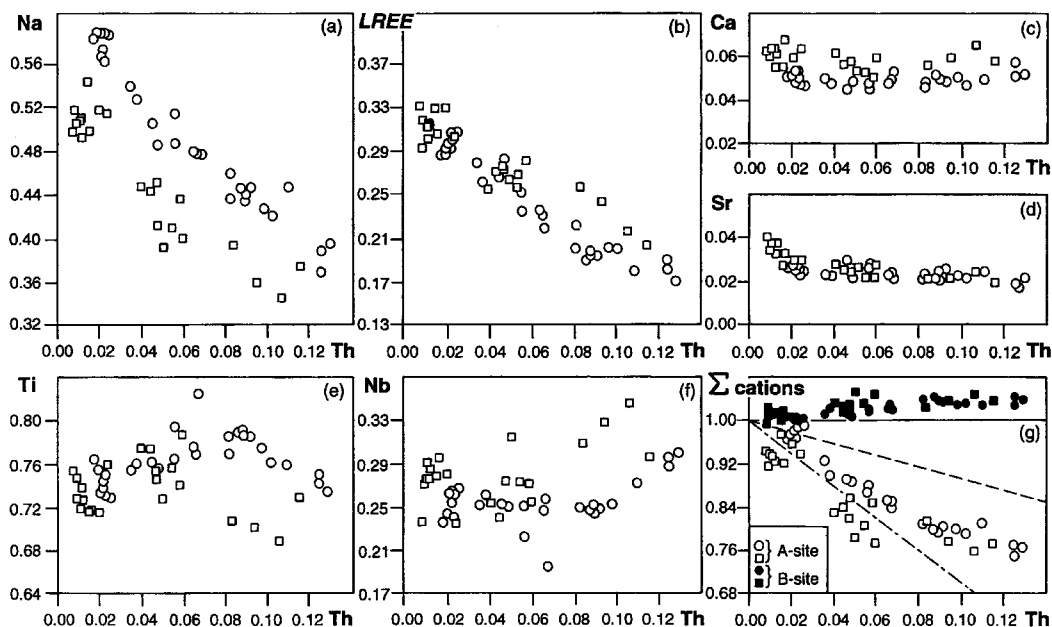 Na (a)
0.56
0.52
0.48
0.44
0.40
0.36
0.32
0.00 0.02 0.04 0.06 0.08 0.10 Th
LREE (b)
0.37
0.33
0.29
0.25
0.21
0.17
0.13
0.00 0.02 0.04 0.06 0.08 0.10 Th
Ca (c)
0.06
0.04
0.02
0.00 0.02 0.04 0.06 0.08 0.10 0.12 Th
Sr (d)
0.04
0.02
0.00
0.00 0.02 0.04 0.06 0.08 0.10 0.12 Th
Ti (e)
0.80
0.76
0.72
0.68
0.64
0.00 0.02 0.04 0.06 0.08 0.10 0.12 Th
Nb (f)
0.33
0.29
0.25
0.21
0.17
0.00 0.02 0.04 0.06 0.08 0.10 0.12 Th
Σ cations
1.00 (g)
0.92
0.84
0.76
0.68
A-site
B-site
0.00 0.02 0.04 0.06 0.08 0.10 0.12 Th